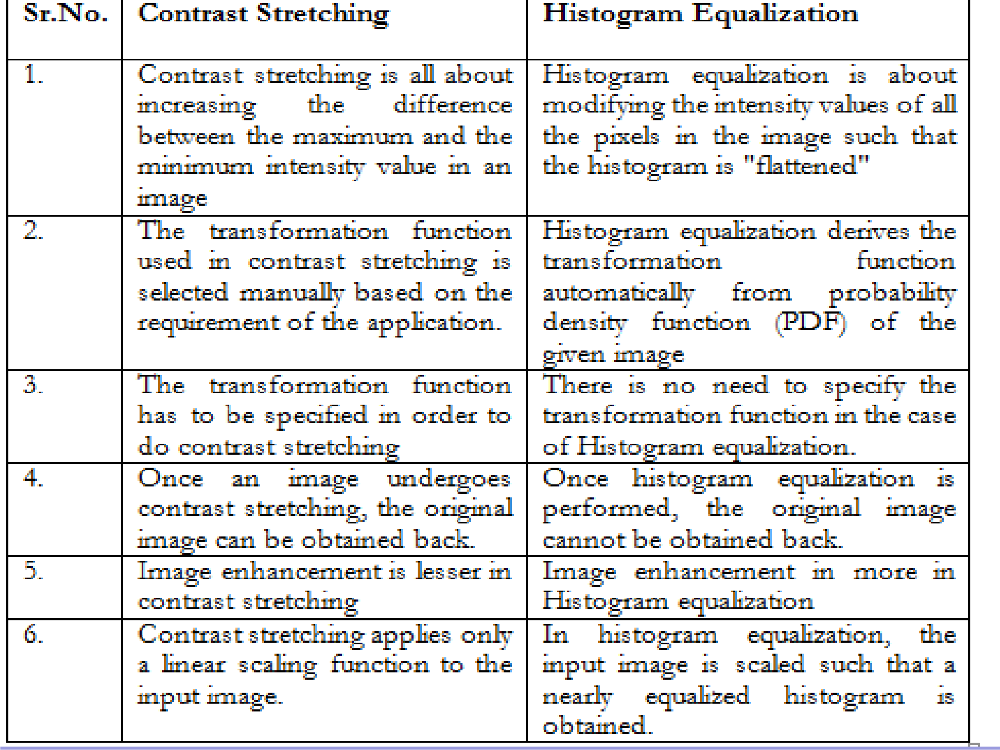 Sr.No. Contrast Stretching Histogram Equalization
1. Contrast stretching is all about
increasing the difference
between the maximum and the
minimum intensity value in an
image
Histogram equalization is about
modifying the intensity values of all
the pixels in the image such that
the histogram is "flattened"
2. The transformation function
used in contrast stretching is
selected manually based on the
requirement of the application.
Histogram equalization derives the
transformation function
automatically from probability
density function (PDF) of the
given image
3. The transformation function
has to be specified in order to
do contrast stretching
There is no need to specify the
transformation function in the case
of Histogram equalization.
4. Once an image undergoes
contrast stretching, the original
image can be obtained back.
Once histogram equalization is
performed, the original image
cannot be obtained back.
5. Image enhancement is lesser in
contrast stretching
Image enhancement in more in
Histogram equalization
6. Contrast stretching applies only
a linear scaling function to the
input image.
In histogram equalization, the
input image is scaled such that a
nearly equalized histogram is
obtained.